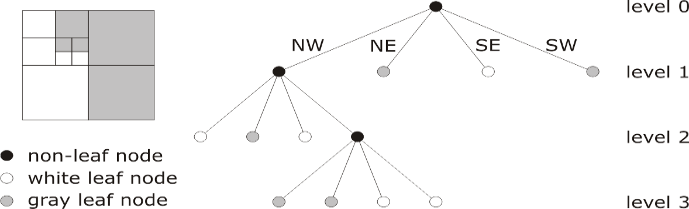 level 0
NW NE SE SW
level 1
level 2
non-leaf node
white leaf node
gray leaf node
level 3